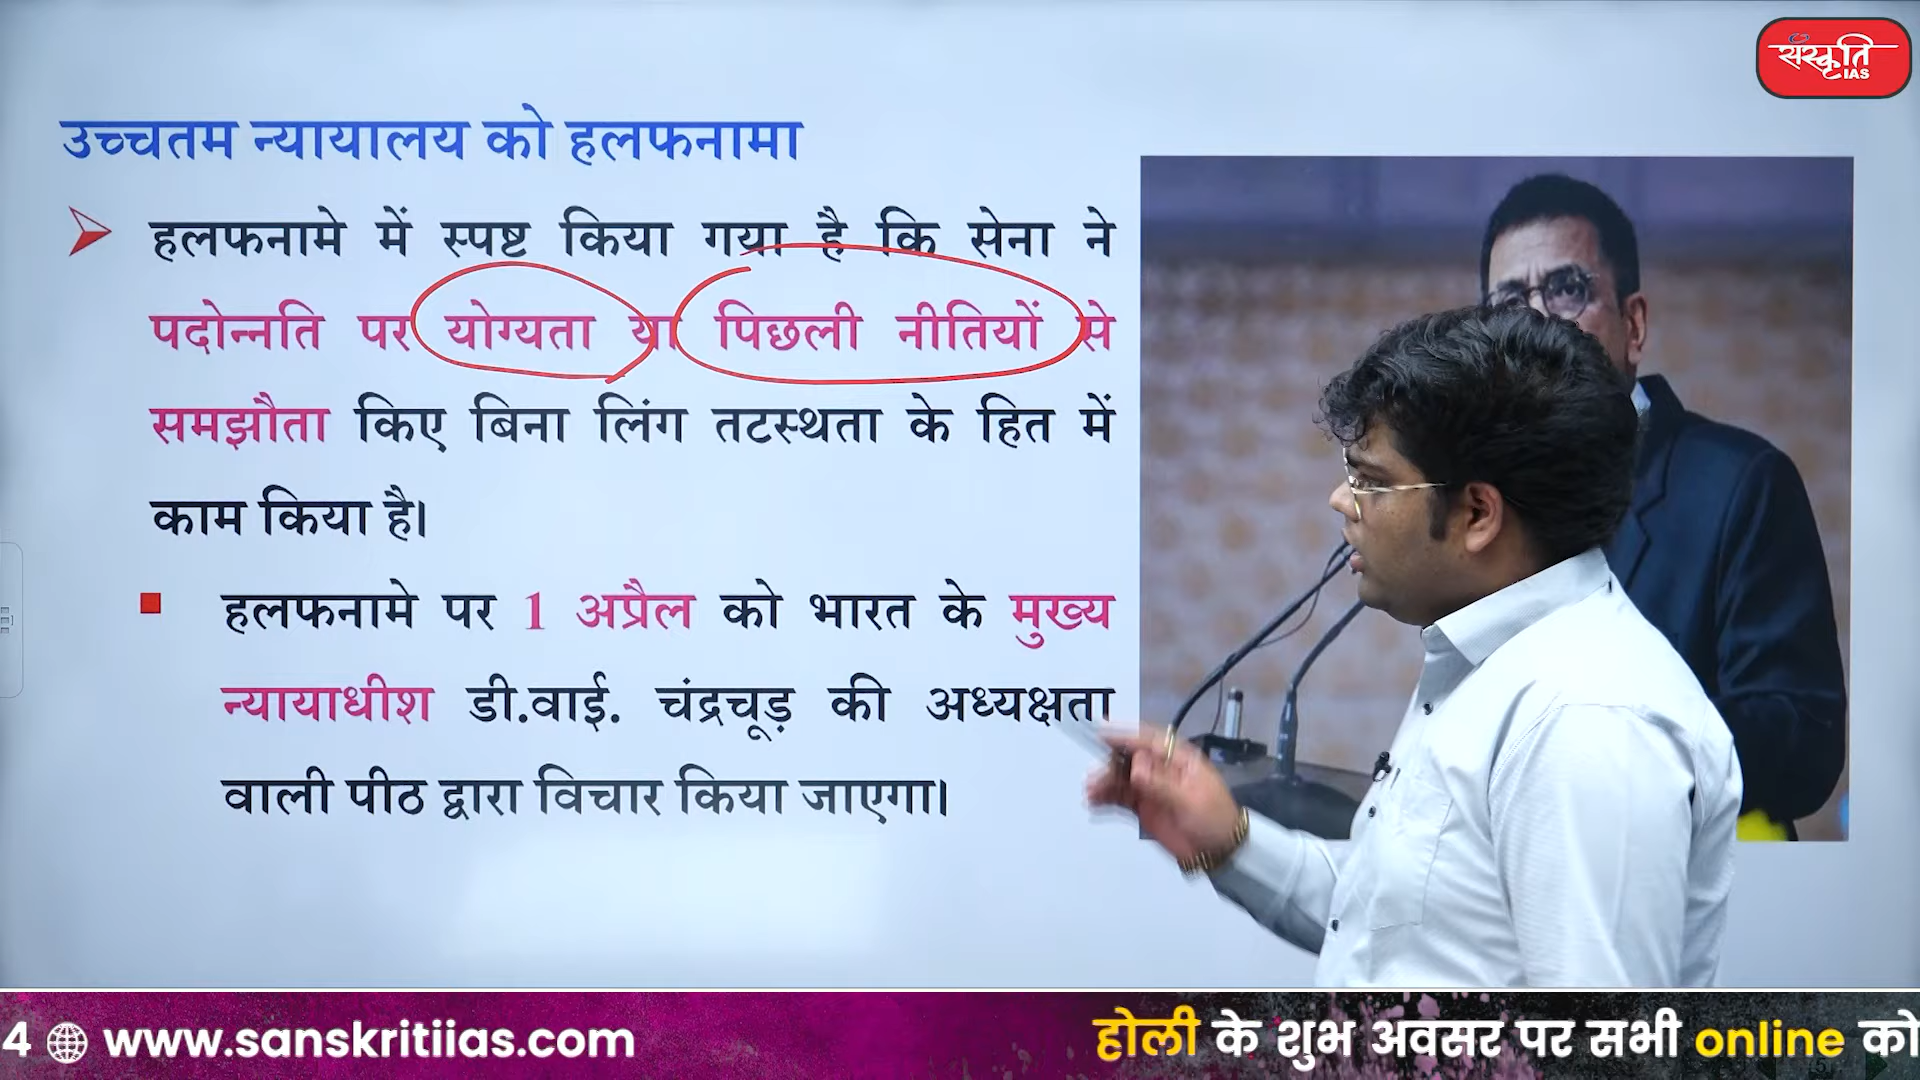 संस्कृति
IAS
उच्चतम न्यायालय को हलफनामा
हलफनामे में स्पष्ट किया गया है कि सेना ने
पदोन्नति पर योग्यता या पिछली नीतियों से
समझौता किए बिना लिंग तटस्थता के हित में
काम किया है।
हलफनामे पर 1 अप्रैल को भारत के मुख्य
न्यायाधीश डी.वाई. चंद्रचूड़ की अध्यक्षता
वाली पीठ द्वारा विचार किया जाएगा।
4 www.sanskritiias.com होली के शुभ अवसर पर सभी online को